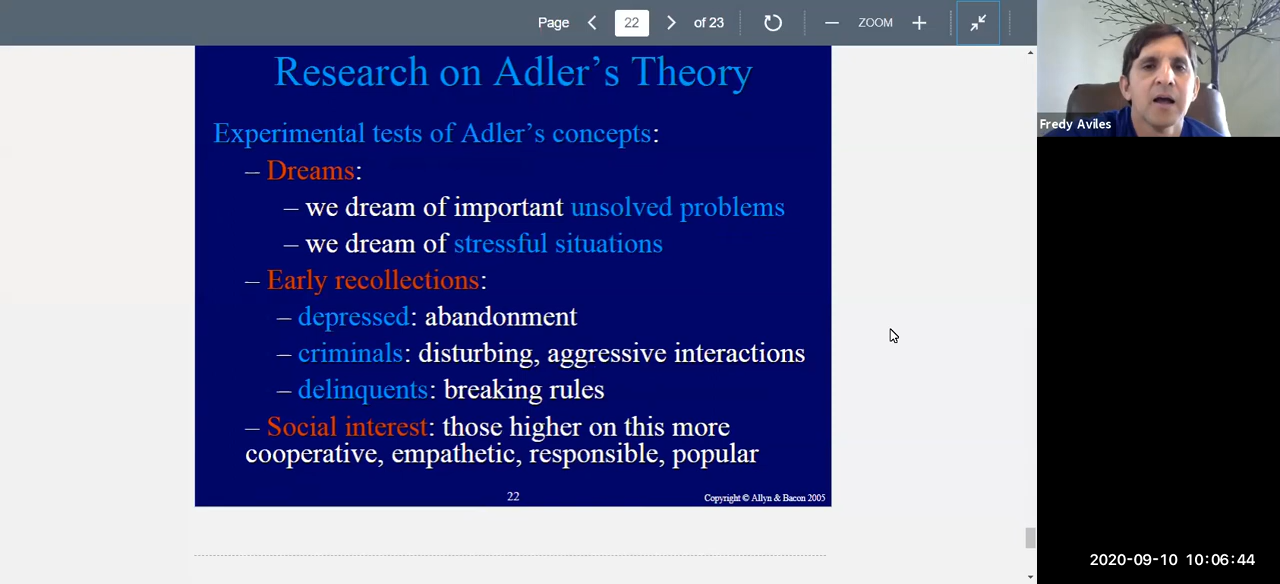 Page 22 of 23 ZOOM
Research on Adler's Theory
Experimental tests of Adler's concepts:
– Dreams:
– we dream of important unsolved problems
– we dream of stressful situations
– Early recollections:
– depressed: abandonment
– criminals: disturbing, aggressive interactions
– delinquents: breaking rules
– Social interest: those higher on this more
cooperative, empathetic, responsible, popular
22
Copyright © Allyn & Bacon 2005
Fredy Aviles
2020-09-10 10:06:44